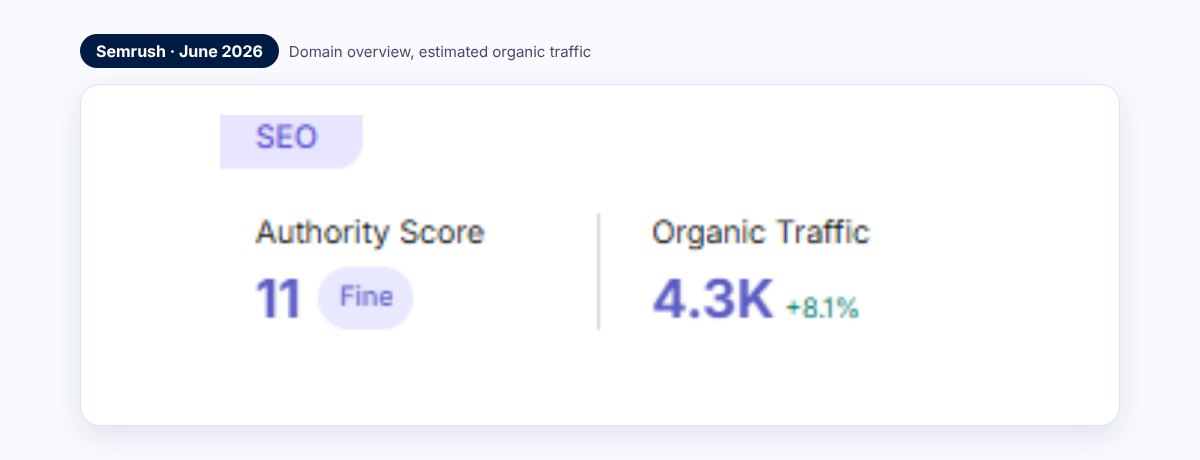 Semrush · June 2026 Domain overview, estimated organic traffic
SEO
Authority Score
11 Fine
Organic Traffic
4.3K +8.1%